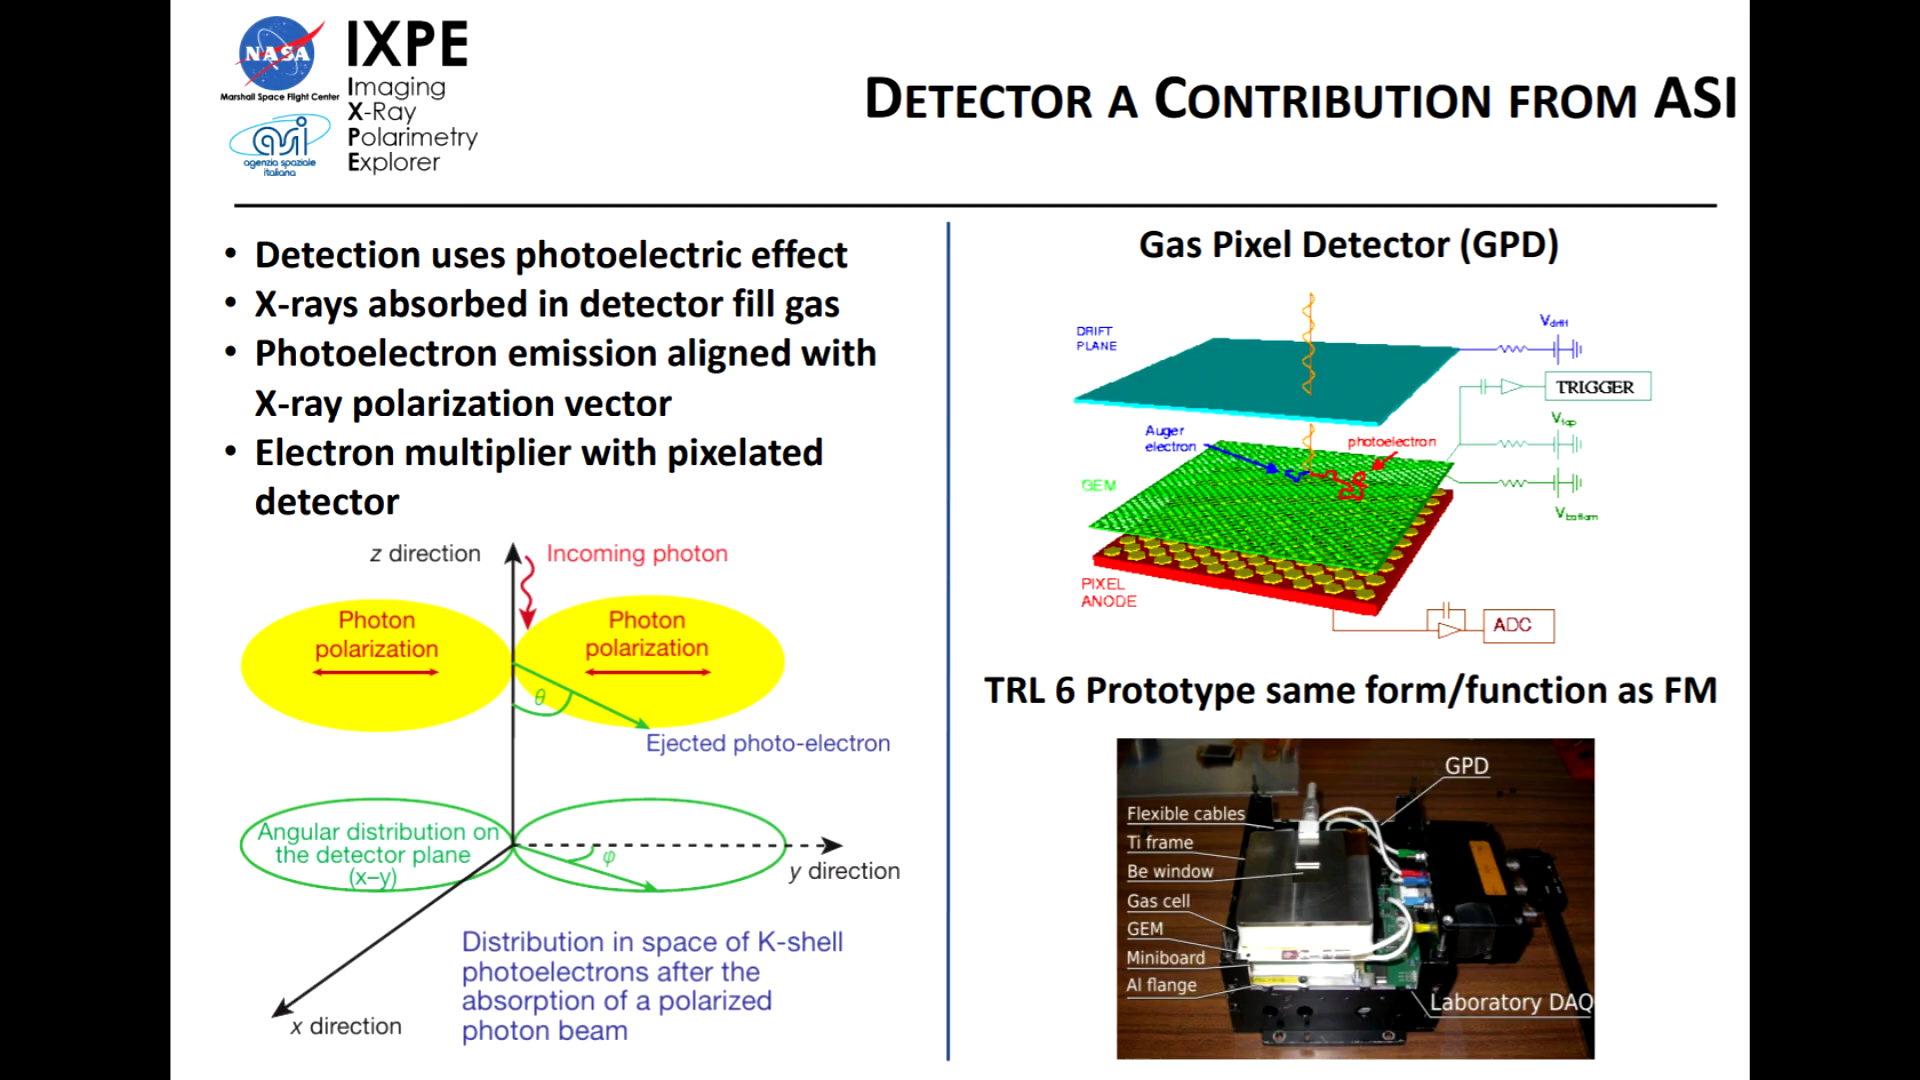 NASA
Marshall Space Flight Center
asi
agenzia spaziale
italiana
IXPE
Imaging
X-Ray
Polarimetry
Explorer
DETECTOR A CONTRIBUTION FROM ASI
• Detection uses photoelectric effect
• X-rays absorbed in detector fill gas
• Photoelectron emission aligned with
X-ray polarization vector
• Electron multiplier with pixelated
detector
z direction
Incoming photon
Photon
polarization
Photon
polarization
θ
Ejected photo-electron
Angular distribution on
the detector plane
(x–y)
φ
y direction
x direction
Distribution in space of K-shell
photoelectrons after the
absorption of a polarized
photon beam
Gas Pixel Detector (GPD)
DRIFT
PLANE
Vdrift
TRIGGER
Vtop
Auger
electron
photoelectron
GEM
Vbottom
PIXEL
ANODE
ADC
TRL 6 Prototype same form/function as FM
GPD
Flexible cables
Ti frame
Be window
Gas cell
GEM
Miniboard
Al flange
Laboratory DAQ